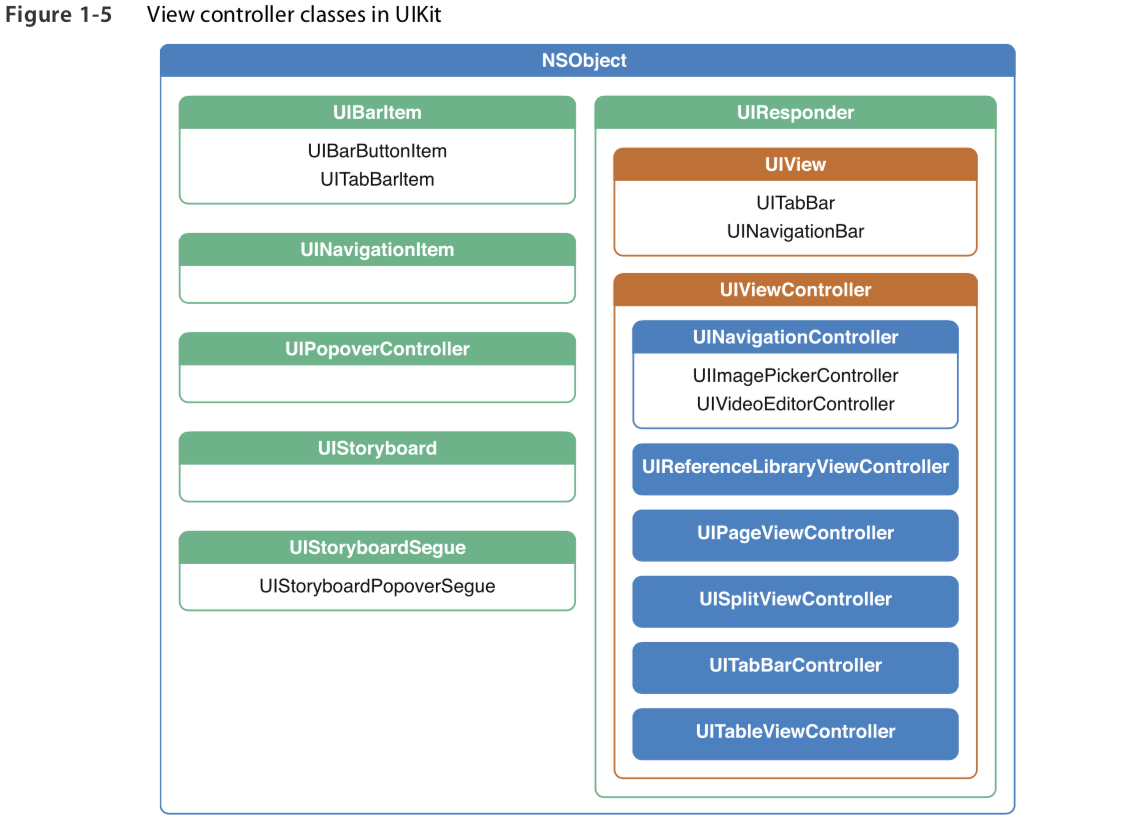 Figure 1-5 View controller classes in UIKit
NSObject
UIBarItem
UIBarButtonItem
UITabBarItem
UINavigationItem
UIPopoverController
UIStoryboard
UIStoryboardSegue
UIStoryboardPopoverSegue
UIResponder
UIView
UITabBar
UINavigationBar
UIViewController
UINavigationController
UIImagePickerController
UIVideoEditorController
UIReferenceLibraryViewController
UIPageViewController
UISplitViewController
UITabBarController
UITableViewController